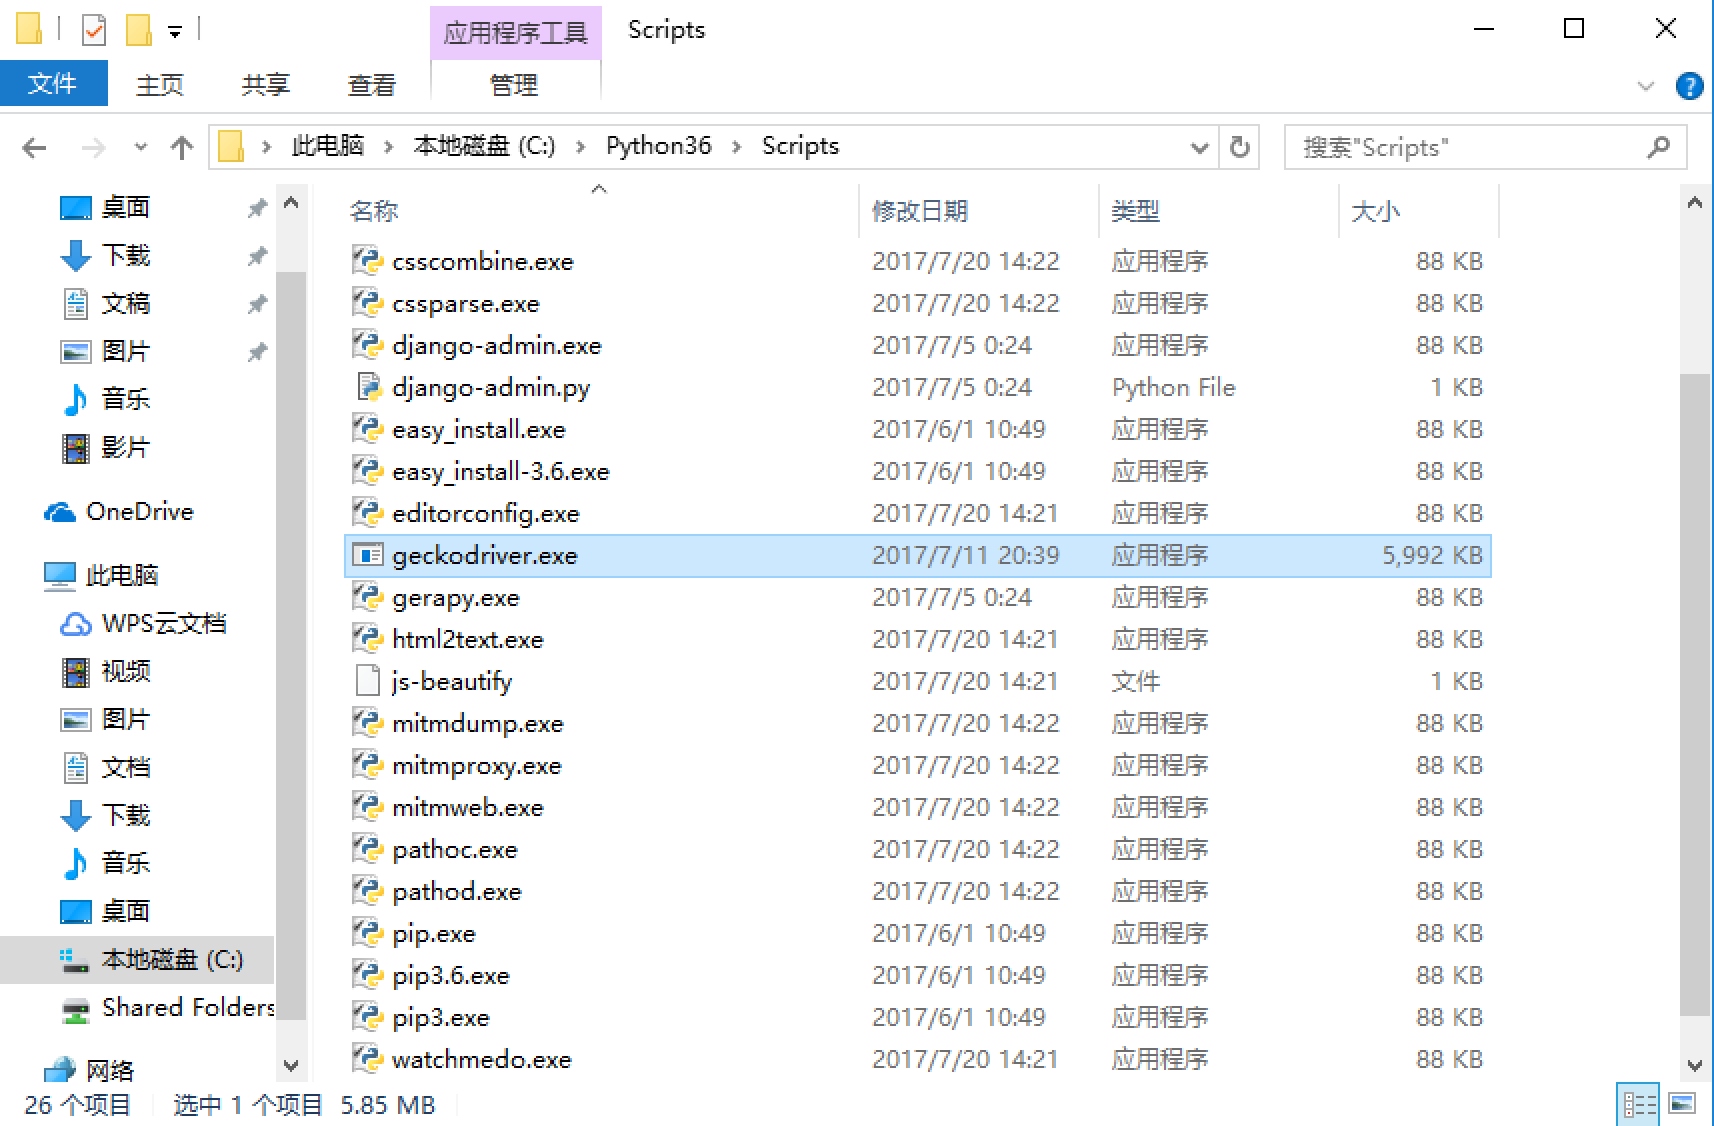 应用程序工具 Scripts
文件 主页 共享 查看 管理
此电脑 本地磁盘 (C:) Python36 Scripts 搜索"Scripts"
桌面
下载
文稿
图片
音乐
影片
OneDrive
此电脑
WPS云文档
视频
图片
文档
下载
音乐
桌面
本地磁盘 (C:)
Shared Folders
网络
名称 修改日期 类型 大小
csscombine.exe 2017/7/20 14:22 应用程序 88 KB
cssparse.exe 2017/7/20 14:22 应用程序 88 KB
django-admin.exe 2017/7/5 0:24 应用程序 88 KB
django-admin.py 2017/7/5 0:24 Python File 1 KB
easy_install.exe 2017/6/1 10:49 应用程序 88 KB
easy_install-3.6.exe 2017/6/1 10:49 应用程序 88 KB
editorconfig.exe 2017/7/20 14:21 应用程序 88 KB
geckodriver.exe 2017/7/11 20:39 应用程序 5,992 KB
gerapy.exe 2017/7/5 0:24 应用程序 88 KB
html2text.exe 2017/7/20 14:21 应用程序 88 KB
js-beautify 2017/7/20 14:21 文件 1 KB
mitmdump.exe 2017/7/20 14:22 应用程序 88 KB
mitmproxy.exe 2017/7/20 14:22 应用程序 88 KB
mitmweb.exe 2017/7/20 14:22 应用程序 88 KB
pathoc.exe 2017/7/20 14:22 应用程序 88 KB
pathod.exe 2017/7/20 14:22 应用程序 88 KB
pip.exe 2017/6/1 10:49 应用程序 88 KB
pip3.6.exe 2017/6/1 10:49 应用程序 88 KB
pip3.exe 2017/6/1 10:49 应用程序 88 KB
watchmedo.exe 2017/7/20 14:21 应用程序 88 KB
26 个项目 选中 1 个项目 5.85 MB